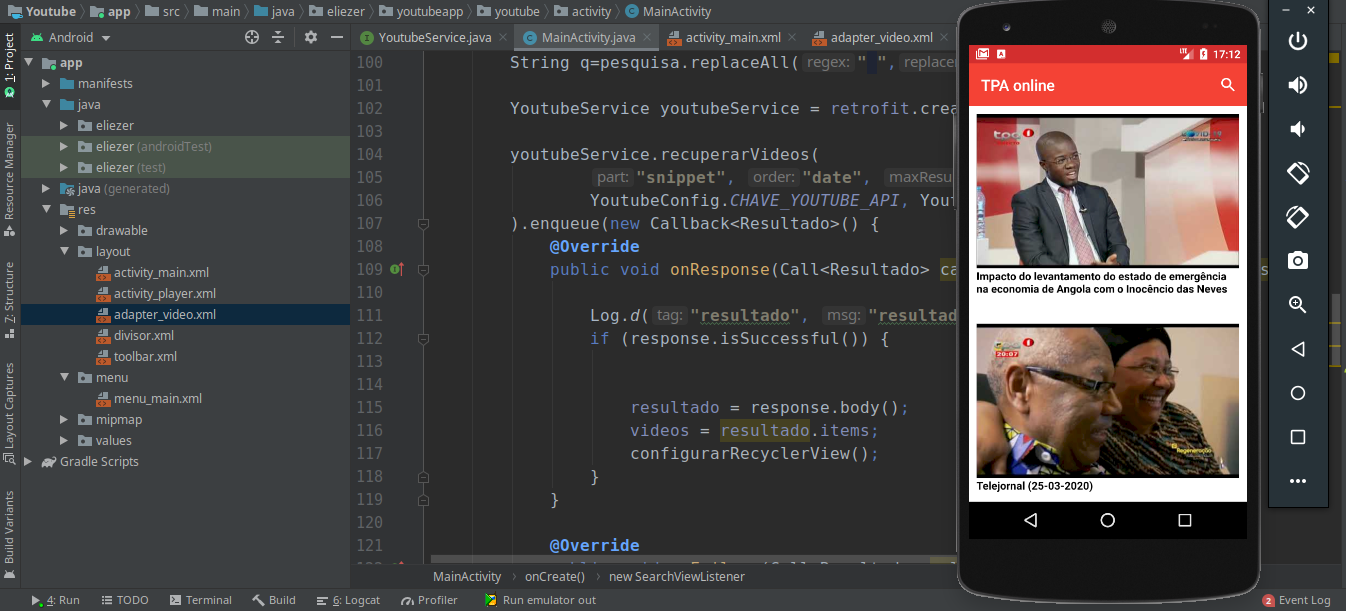 Youtube app src main java eliezer youtubeapp youtube activity MainActivity
Android
YoutubeService.java MainActivity.java activity_main.xml adapter_video.xml
1: Project
Resource Manager
7: Structure
Layout Captures
Build Variants
app
manifests
java
eliezer
eliezer (androidTest)
eliezer (test)
java (generated)
res
drawable
layout
activity_main.xml
activity_player.xml
adapter_video.xml
divisor.xml
toolbar.xml
menu
menu_main.xml
mipmap
values
Gradle Scripts
100 String q=pesquisa.replaceAll( regex: " ",
101
102 YoutubeService youtubeService = retrofit.crea
103
104 youtubeService.recuperarVideos(
105 part: "snippet", order: "date", maxResu
106 YoutubeConfig.CHAVE_YOUTUBE_API, Yout
107 ).enqueue(new Callback<Resultado>() {
108 @Override
109 public void onResponse(Call<Resultado> ca
110
111 Log.d( tag: "resultado", msg: "resultad
112 if (response.isSuccessful()) {
113
114
115 resultado = response.body();
116 videos = resultado.items;
117 configurarRecyclerView();
118 }
119 }
120
121 @Override
MainActivity onCreate() new SearchViewListener
4: Run TODO Terminal Build 6: Logcat Profiler Run emulator out
2 Event Log
LTE 17:12
TPA online
Impacto do levantamento do estado de emergência
na economia de Angola com o Inocêncio das Neves
20:07
Regeneração
Telejornal (25-03-2020)